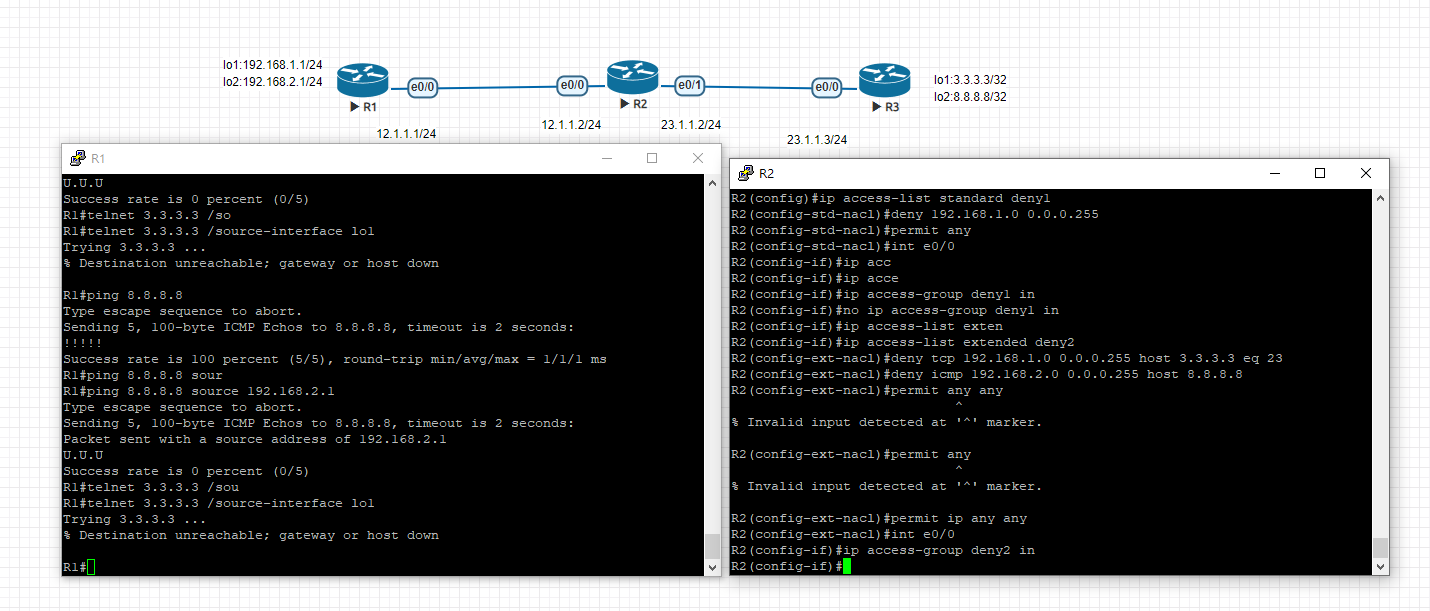 lo1:192.168.1.1/24
lo2:192.168.2.1/24
e0/0
R1
12.1.1.1/24
e0/0
R2
e0/1
12.1.1.2/24
23.1.1.2/24
e0/0
R3
lo1:3.3.3.3/32
lo2:8.8.8.8/32
23.1.1.3/24
R1
U.U.U
Success rate is 0 percent (0/5)
R1#telnet 3.3.3.3 /so
R1#telnet 3.3.3.3 /source-interface lo1
Trying 3.3.3.3 ...
% Destination unreachable; gateway or host down
R1#ping 8.8.8.8
Type escape sequence to abort.
Sending 5, 100-byte ICMP Echos to 8.8.8.8, timeout is 2 seconds:
!!!!!
Success rate is 100 percent (5/5), round-trip min/avg/max = 1/1/1 ms
R1#ping 8.8.8.8 sour
R1#ping 8.8.8.8 source 192.168.2.1
Type escape sequence to abort.
Sending 5, 100-byte ICMP Echos to 8.8.8.8, timeout is 2 seconds:
Packet sent with a source address of 192.168.2.1
U.U.U
Success rate is 0 percent (0/5)
R1#telnet 3.3.3.3 /sou
R1#telnet 3.3.3.3 /source-interface lo1
Trying 3.3.3.3 ...
% Destination unreachable; gateway or host down
R1#
R2
R2(config)#ip access-list standard deny1
R2(config-std-nacl)#deny 192.168.1.0 0.0.0.255
R2(config-std-nacl)#permit any
R2(config-std-nacl)#int e0/0
R2(config-if)#ip acc
R2(config-if)#ip acce
R2(config-if)#ip access-group deny1 in
R2(config-if)#no ip access-group deny1 in
R2(config-if)#ip access-list exten
R2(config-if)#ip access-list extended deny2
R2(config-ext-nacl)#deny tcp 192.168.1.0 0.0.0.255 host 3.3.3.3 eq 23
R2(config-ext-nacl)#deny icmp 192.168.2.0 0.0.0.255 host 8.8.8.8
R2(config-ext-nacl)#permit any any
^
% Invalid input detected at '^' marker.
R2(config-ext-nacl)#permit any
^
% Invalid input detected at '^' marker.
R2(config-ext-nacl)#permit ip any any
R2(config-ext-nacl)#int e0/0
R2(config-if)#ip access-group deny2 in
R2(config-if)#